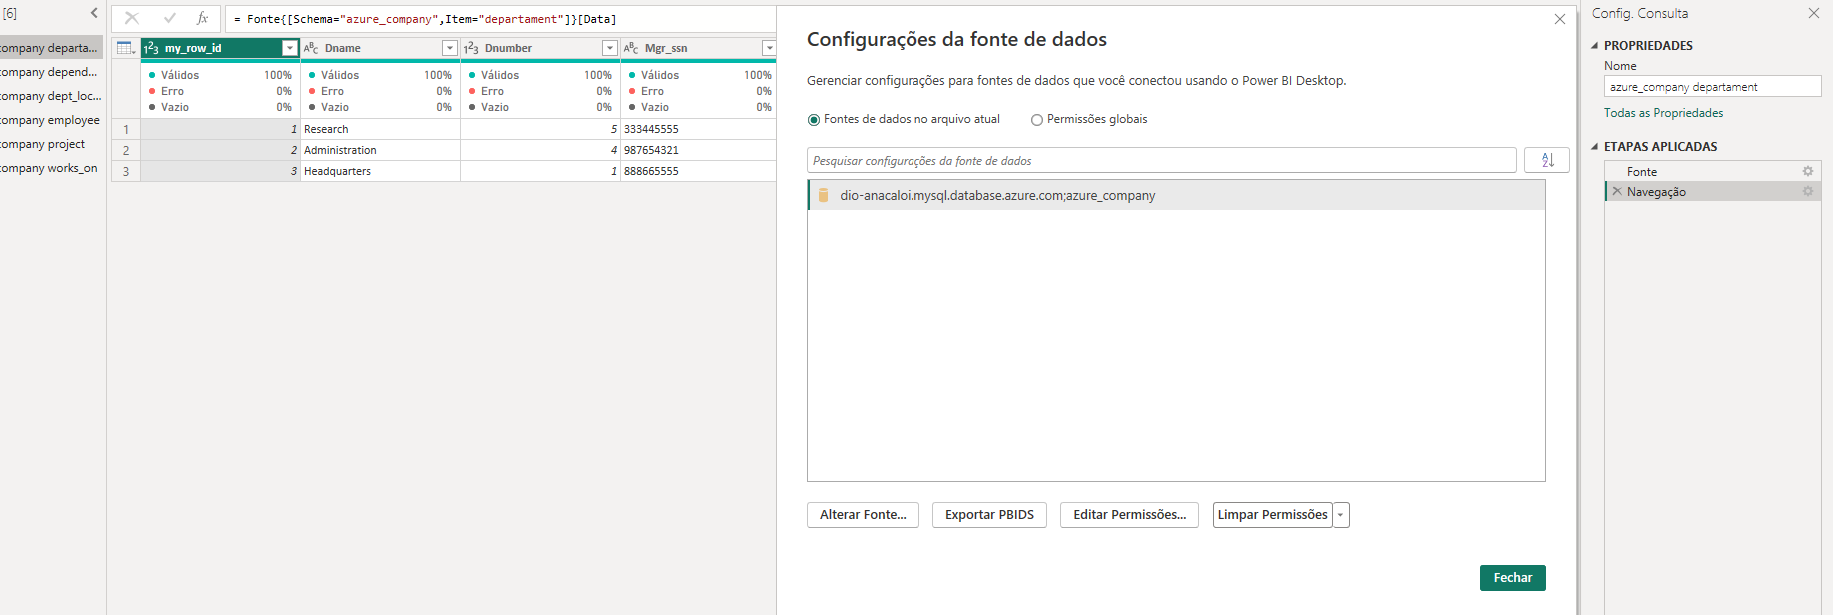 [6]
company departa...
company depend...
company dept_loc...
company employee
company project
company works_on
fx
= Fonte{[Schema="azure_company",Item="departament"]}[Data]
1²3 my_row_id ABC Dname 1²3 Dnumber ABC Mgr_ssn
Válidos 100% Válidos 100% Válidos 100% Válidos 100%
Erro 0% Erro 0% Erro 0% Erro 0%
Vazio 0% Vazio 0% Vazio 0% Vazio 0%
1 1 Research 5 333445555
2 2 Administration 4 987654321
3 3 Headquarters 1 888665555
Configurações da fonte de dados
Gerenciar configurações para fontes de dados que você conectou usando o Power BI Desktop.
Fontes de dados no arquivo atual Permissões globais
Pesquisar configurações da fonte de dados
AZ
dio-anacaloi.mysql.database.azure.com;azure_company
Alterar Fonte... Exportar PBIDS Editar Permissões... Limpar Permissões
Fechar
Config. Consulta
PROPRIEDADES
Nome
azure_company departament
Todas as Propriedades
ETAPAS APLICADAS
Fonte
Navegação